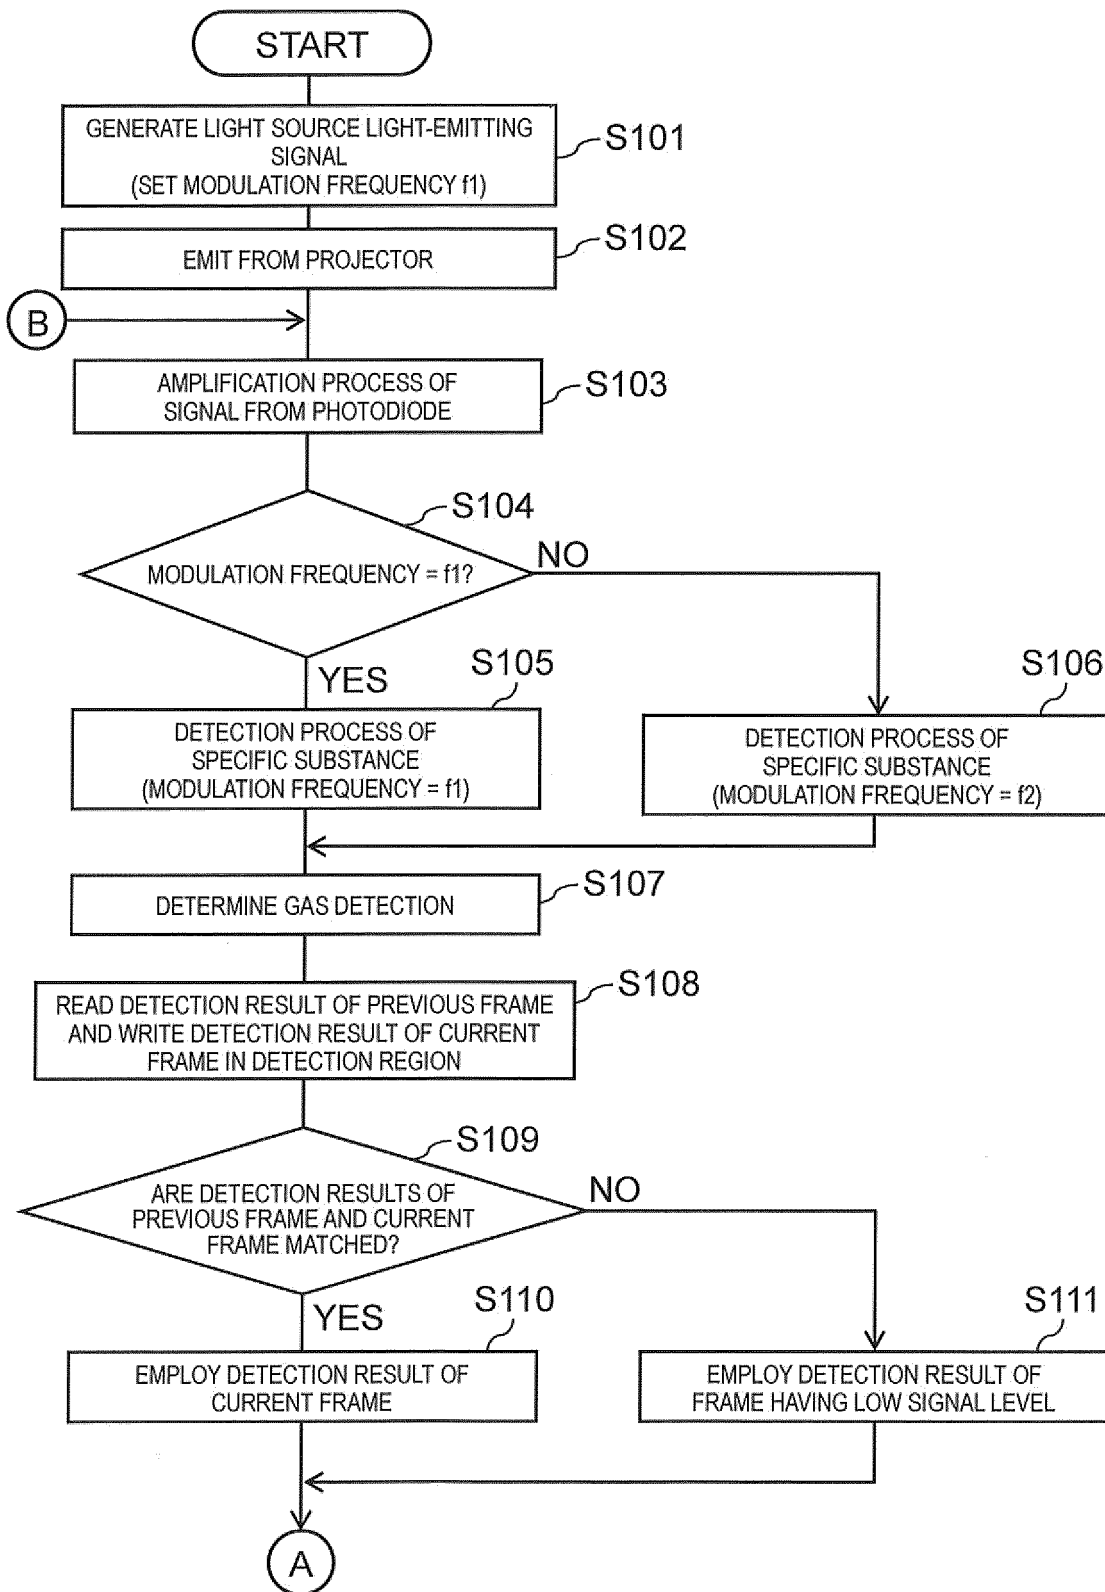 START
GENERATE LIGHT SOURCE LIGHT-EMITTING
SIGNAL
(SET MODULATION FREQUENCY f1)
S101
EMIT FROM PROJECTOR
S102
B
AMPLIFICATION PROCESS OF
SIGNAL FROM PHOTODIODE
S103
S104
MODULATION FREQUENCY = f1?
NO
YES
S105
DETECTION PROCESS OF
SPECIFIC SUBSTANCE
(MODULATION FREQUENCY = f1)
S106
DETECTION PROCESS OF
SPECIFIC SUBSTANCE
(MODULATION FREQUENCY = f2)
DETERMINE GAS DETECTION
S107
READ DETECTION RESULT OF PREVIOUS FRAME
AND WRITE DETECTION RESULT OF CURRENT
FRAME IN DETECTION REGION
S108
S109
ARE DETECTION RESULTS OF
PREVIOUS FRAME AND CURRENT
FRAME MATCHED?
NO
YES
S110
EMPLOY DETECTION RESULT OF
CURRENT FRAME
S111
EMPLOY DETECTION RESULT OF
FRAME HAVING LOW SIGNAL LEVEL
A